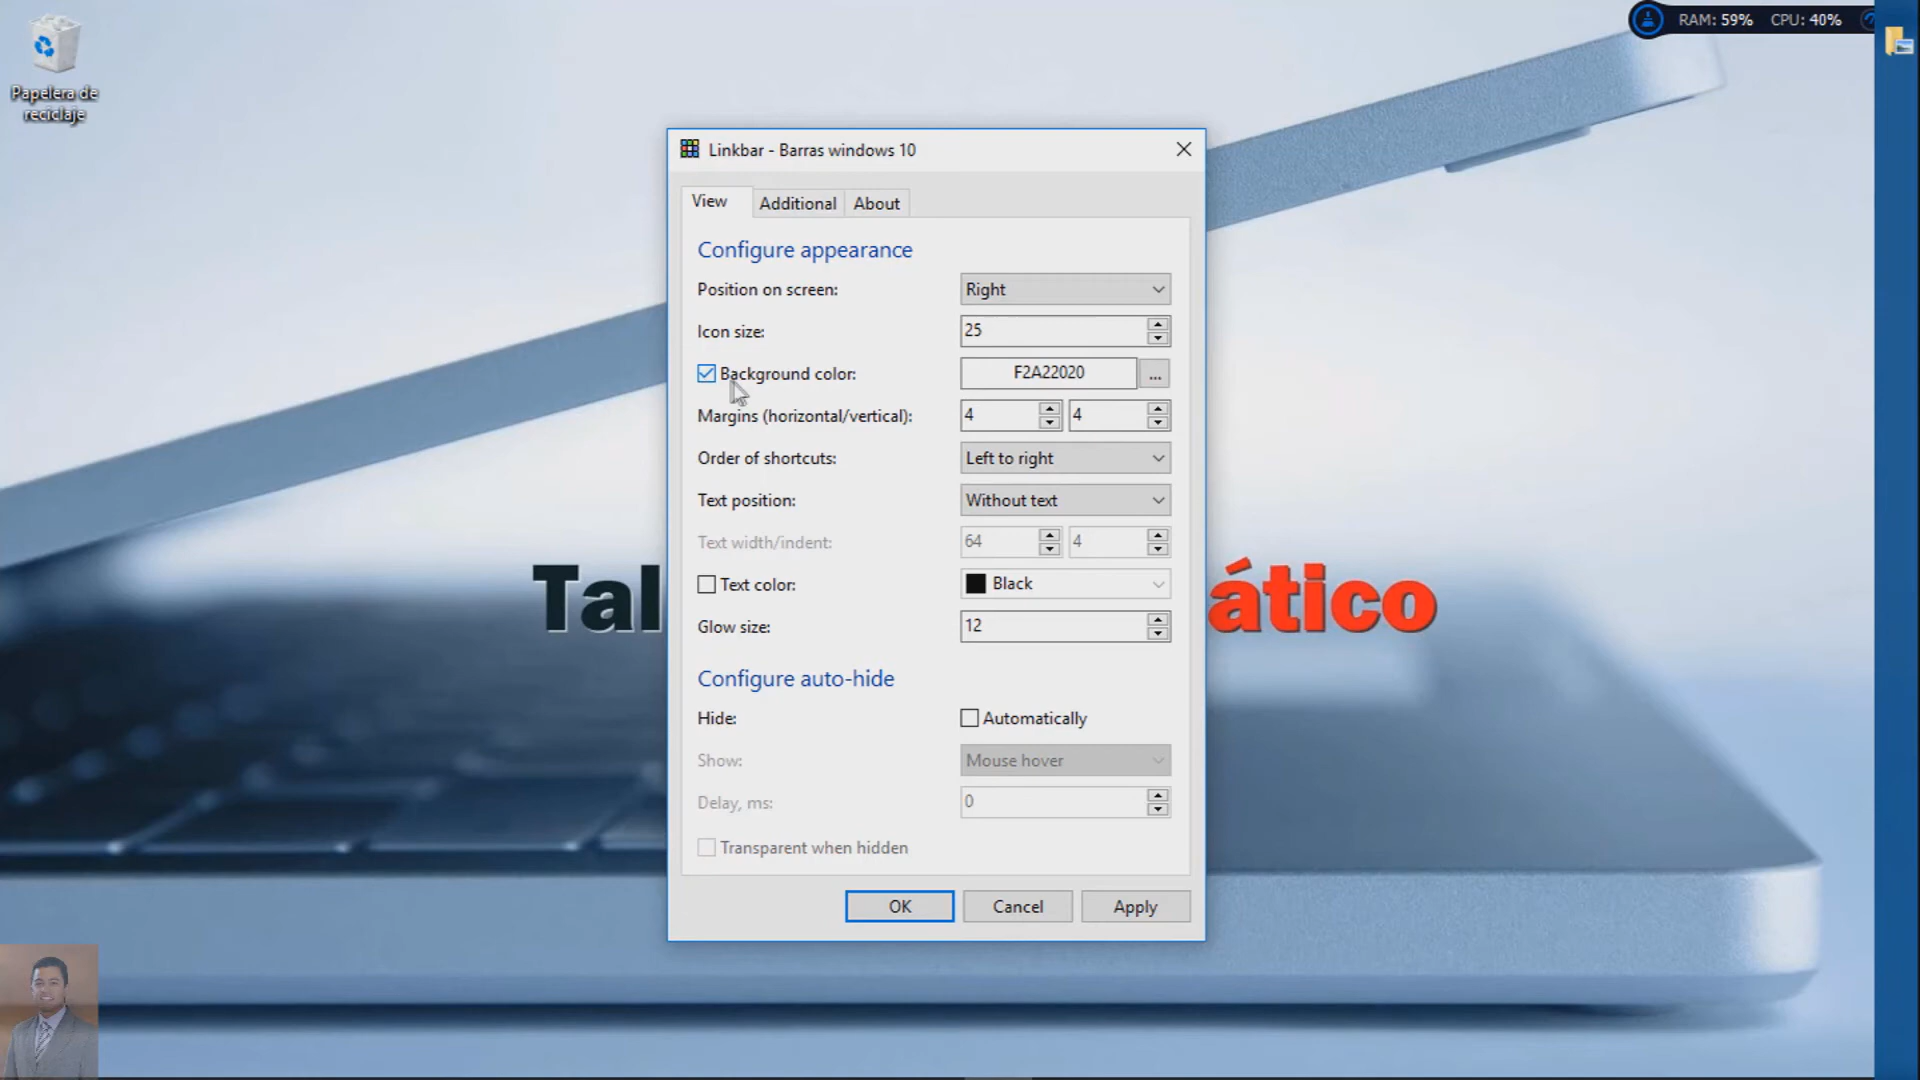 RAM: 59% CPU: 40%
Papelera de
reciclaje
Linkbar - Barras windows 10
View Additional About
Configure appearance
Position on screen: Right
Icon size: 25
Background color: F2A22020 ...
Margins (horizontal/vertical): 4 4
Order of shortcuts: Left to right
Text position: Without text
Text width/indent: 64 4
Text color: Black
Tal ático
Glow size: 12
Configure auto-hide
Hide: Automatically
Show: Mouse hover
Delay, ms: 0
Transparent when hidden
OK Cancel Apply